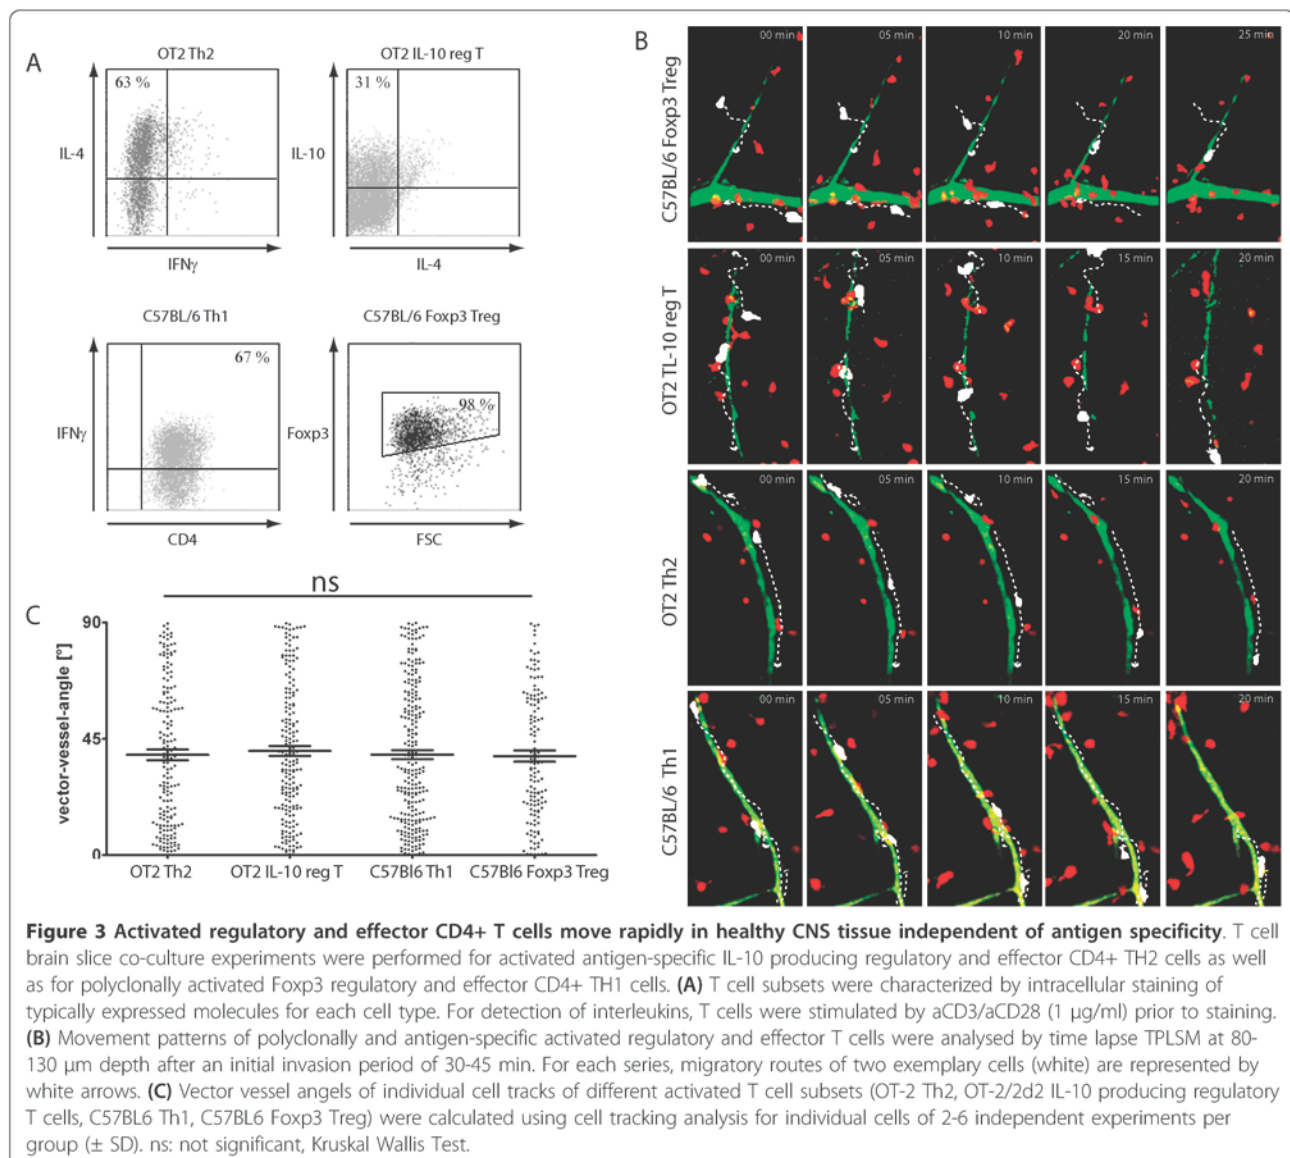 A
OT2 Th2
63 %
IL-4
IFNγ
OT2 IL-10 reg T
31 %
IL-10
IL-4
C57BL/6 Th1
67 %
IFNγ
CD4
C57BL/6 Foxp3 Treg
98 %
Foxp3
FSC
B
C57BL/6 Foxp3 Treg
00 min
05 min
10 min
20 min
25 min
OT2 TL-10 reg T
00 min
05 min
10 min
15 min
20 min
OT2 Th2
00 min
05 min
10 min
15 min
20 min
C57BL/6 Th1
00 min
05 min
10 min
15 min
20 min
C
ns
vector-vessel-angle [°]
90
45
0
OT2 Th2
OT2 IL-10 reg T
C57Bl6 Th1
C57Bl6 Foxp3 Treg
Figure 3 Activated regulatory and effector CD4+ T cells move rapidly in healthy CNS tissue independent of antigen specificity. T cell
brain slice co-culture experiments were performed for activated antigen-specific IL-10 producing regulatory and effector CD4+ TH2 cells as well
as for polyclonally activated Foxp3 regulatory and effector CD4+ TH1 cells. (A) T cell subsets were characterized by intracellular staining of
typically expressed molecules for each cell type. For detection of interleukins, T cells were stimulated by aCD3/aCD28 (1 μg/ml) prior to staining.
(B) Movement patterns of polyclonally and antigen-specific activated regulatory and effector T cells were analysed by time lapse TPLSM at 80-
130 μm depth after an initial invasion period of 30-45 min. For each series, migratory routes of two exemplary cells (white) are represented by
white arrows. (C) Vector vessel angels of individual cell tracks of different activated T cell subsets (OT-2 Th2, OT-2/2d2 IL-10 producing regulatory
T cells, C57BL6 Th1, C57BL6 Foxp3 Treg) were calculated using cell tracking analysis for individual cells of 2-6 independent experiments per
group (± SD). ns: not significant, Kruskal Wallis Test.